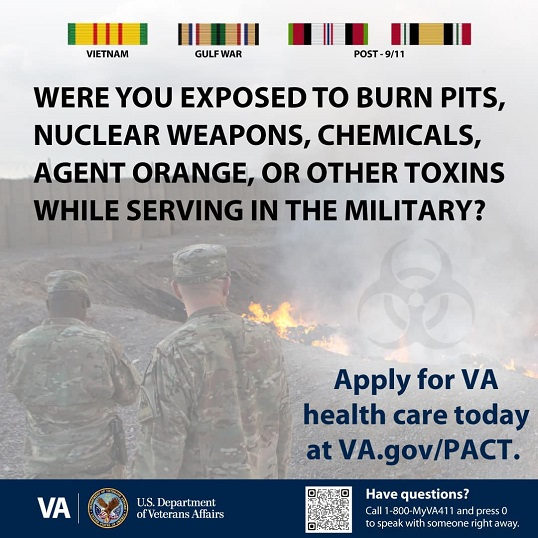 VIETNAM
GULF WAR
POST - 9/11
WERE YOU EXPOSED TO BURN PITS,
NUCLEAR WEAPONS, CHEMICALS,
AGENT ORANGE, OR OTHER TOXINS
WHILE SERVING IN THE MILITARY?
Apply for VA
health care today
at VA.gov/PACT.
VA
U.S. Department
of Veterans Affairs
Have questions?
Call 1-800-MyVA411 and press 0
to speak with someone right away.